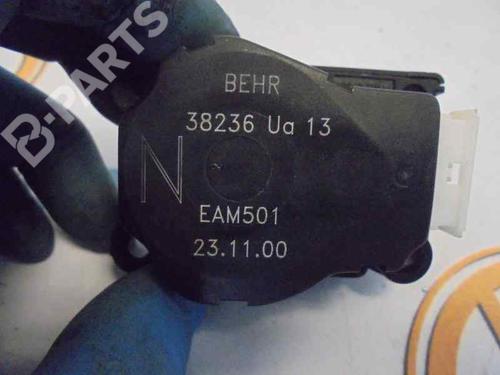 B-PARTS
BEHR
38236 Ua 13
N
EAM501
23.11.00